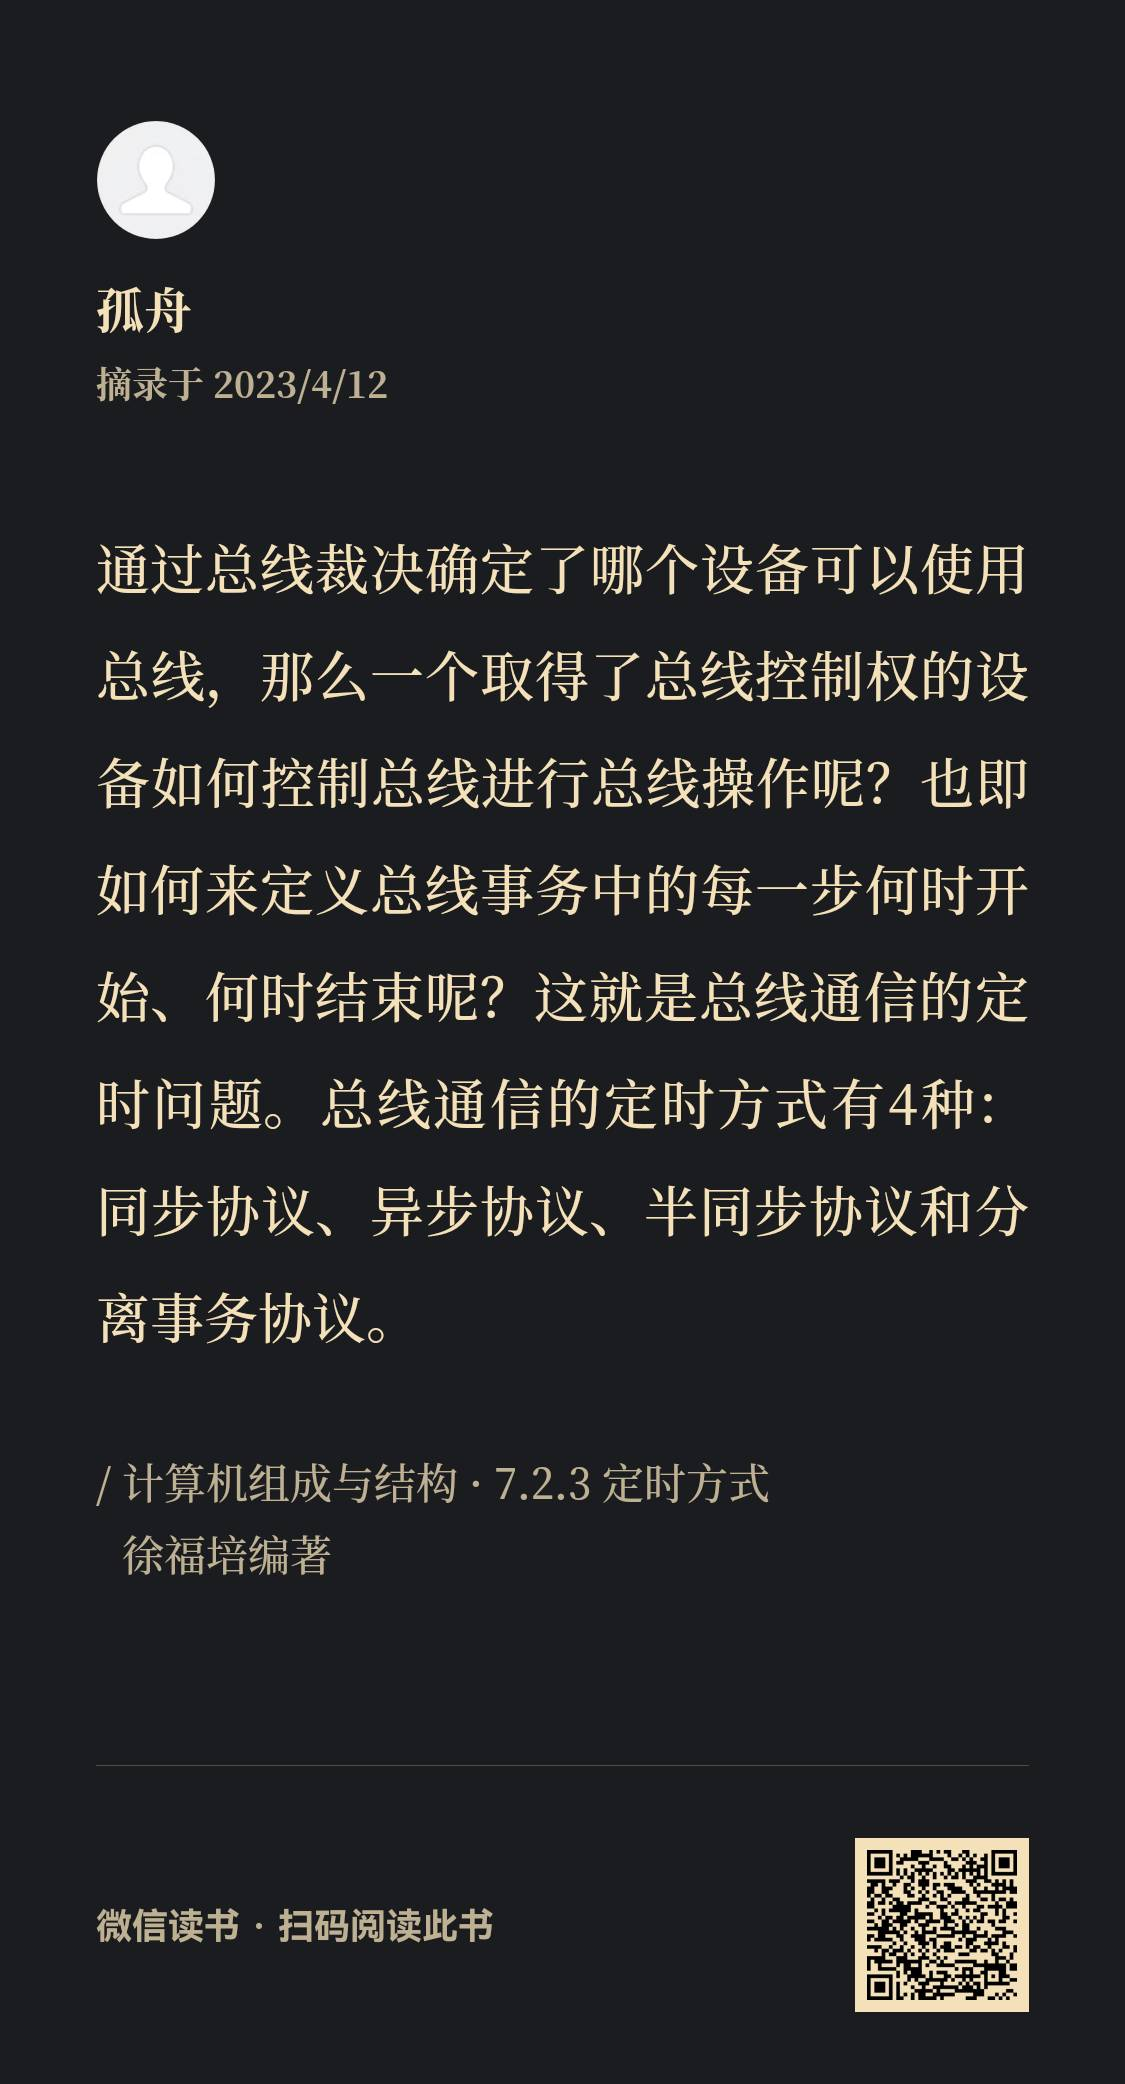 孤舟
摘录于 2023/4/12
通过总线裁决确定了哪个设备可以使用
总线，那么一个取得了总线控制权的设
备如何控制总线进行总线操作呢？也即
如何来定义总线事务中的每一步何时开
始、何时结束呢？这就是总线通信的定
时问题。总线通信的定时方式有4种：
同步协议、异步协议、半同步协议和分
离事务协议。
/ 计算机组成与结构 · 7.2.3 定时方式
徐福培编著
微信读书 · 扫码阅读此书